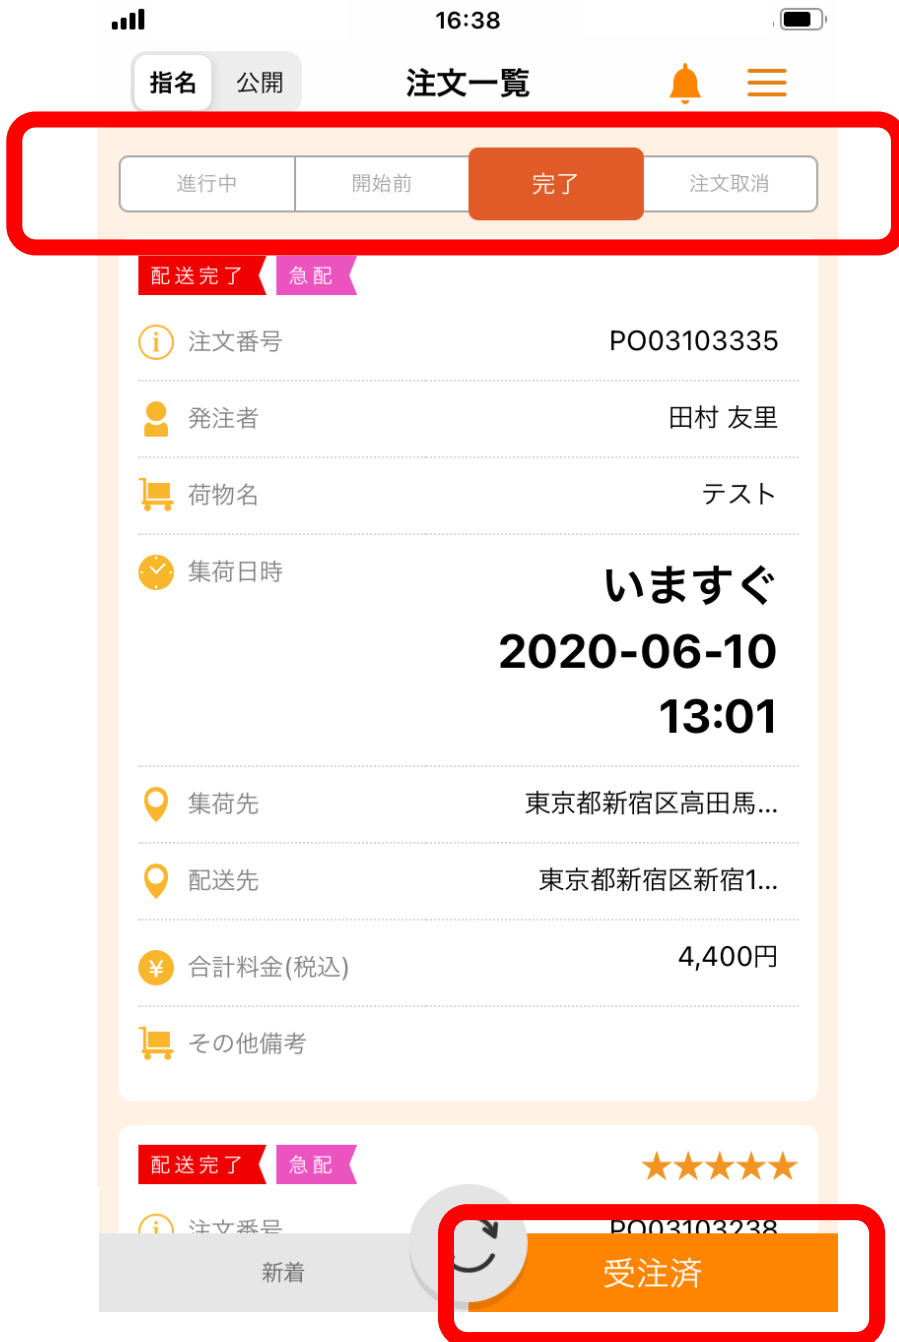 16:38
指名 公開 注文一覧
進行中 開始前 完了 注文取消
配送完了 急配
注文番号 PO03103335
発注者 田村 友里
荷物名 テスト
集荷日時 いますぐ
2020-06-10
13:01
集荷先 東京都新宿区高田馬...
配送先 東京都新宿区新宿1...
合計料金(税込) 4,400円
その他備考
配送完了 急配
注文番号 PO03103238
新着 受注済